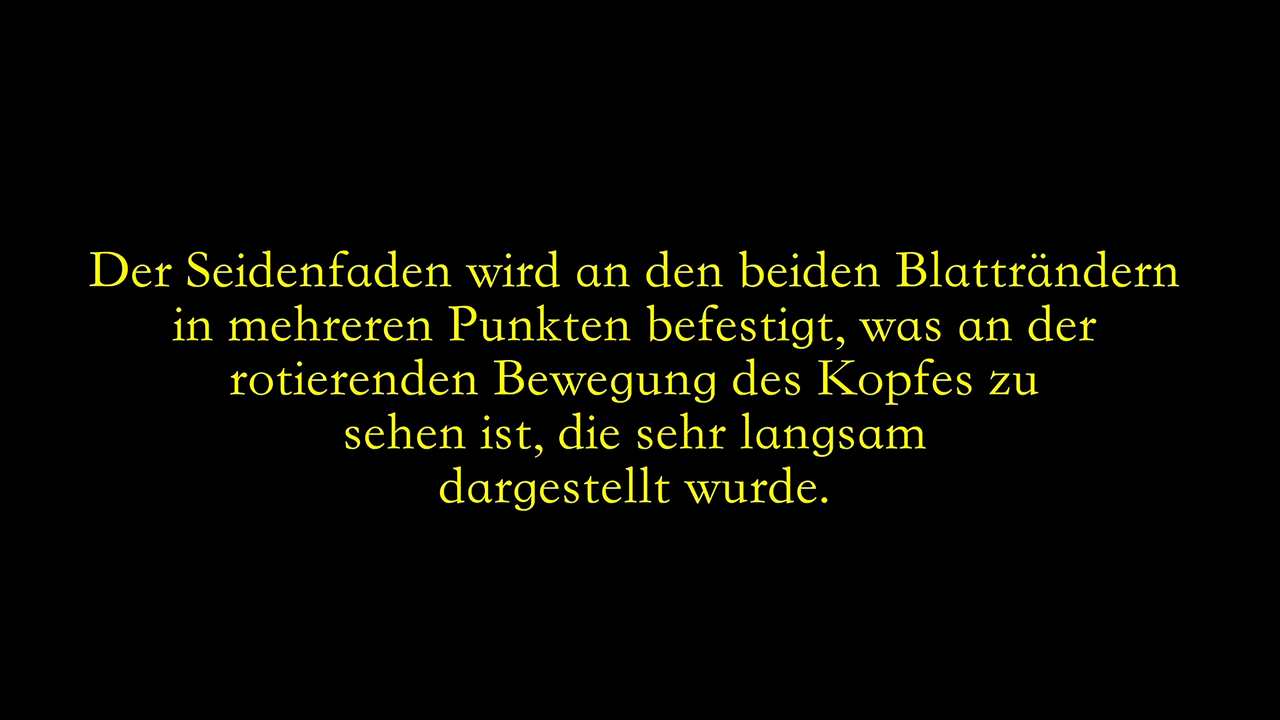 Der Seidenfaden wird an den beiden Blatträndern
in mehreren Punkten befestigt, was an der
rotierenden Bewegung des Kopfes zu
sehen ist, die sehr langsam
dargestellt wurde.